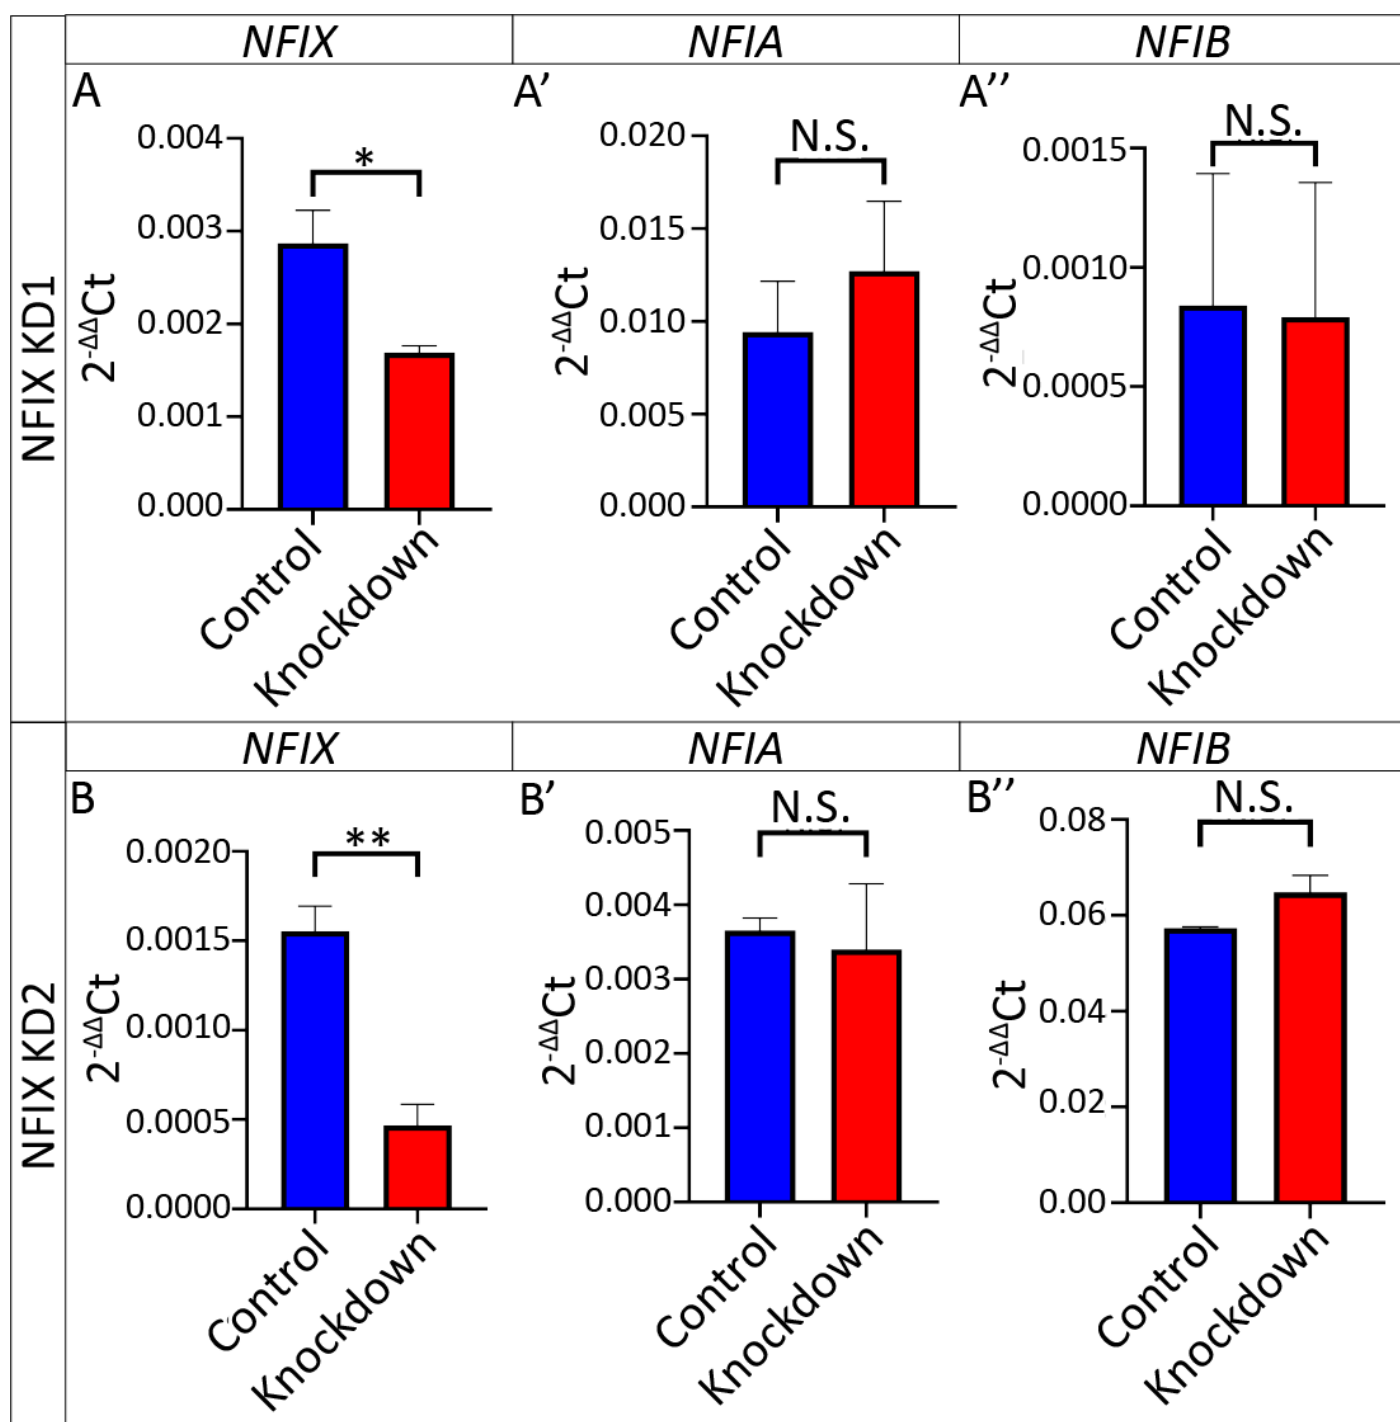 NFIX NFIA NFIB
NFIX KD1
A
2-ΔΔCt
0.004
0.003
0.002
0.001
0.000
*
Control
Knockdown
A’
2-ΔΔCt
0.020
0.015
0.010
0.005
0.000
N.S.
Control
Knockdown
A’’
2-ΔΔCt
0.0015
0.0010
0.0005
0.0000
N.S.
Control
Knockdown
NFIX NFIA NFIB
NFIX KD2
B
2-ΔΔCt
0.0020
0.0015
0.0010
0.0005
0.0000
**
Control
Knockdown
B’
2-ΔΔCt
0.005
0.004
0.003
0.002
0.001
0.000
N.S.
Control
Knockdown
B’’
2-ΔΔCt
0.08
0.06
0.04
0.02
0.00
N.S.
Control
Knockdown